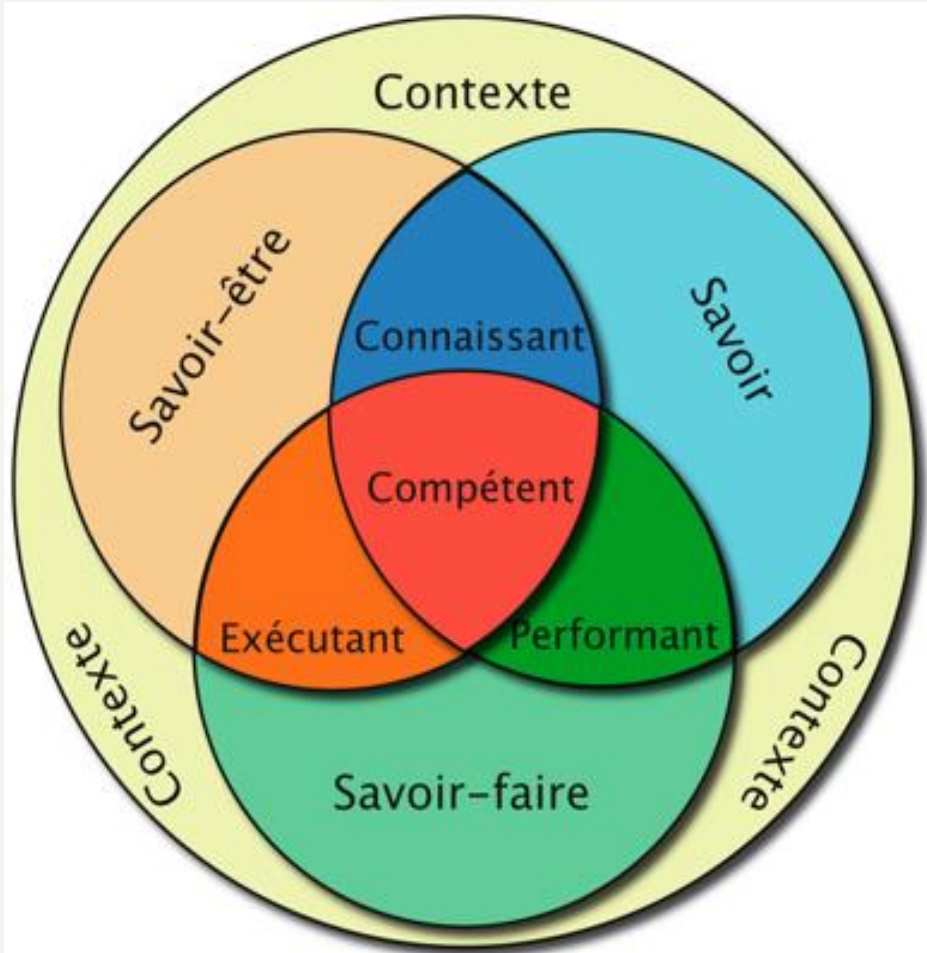 Contexte
Savoir-être
Savoir
Connaissant
Compétent
Exécutant
Performant
Contexte
Contexte
Savoir-faire